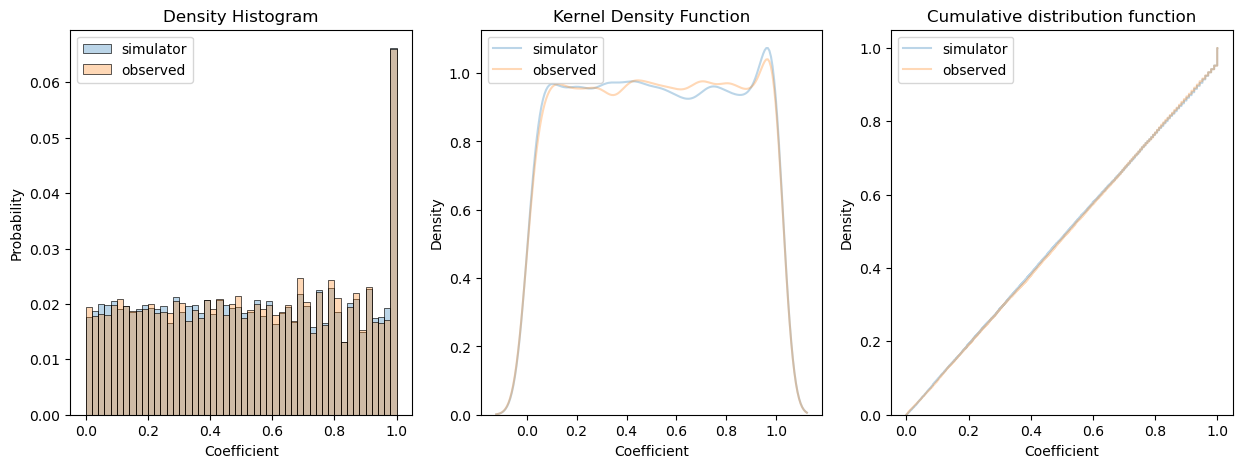 Density Histogram
simulator
observed
Probability
0.06
0.05
0.04
0.03
0.02
0.01
0.00
0.0 0.2 0.4 0.6 0.8 1.0
Coefficient
Kernel Density Function
simulator
observed
Density
1.0
0.8
0.6
0.4
0.2
0.0
0.0 0.2 0.4 0.6 0.8 1.0
Coefficient
Cumulative distribution function
simulator
observed
Density
1.0
0.8
0.6
0.4
0.2
0.0
0.0 0.2 0.4 0.6 0.8 1.0
Coefficient